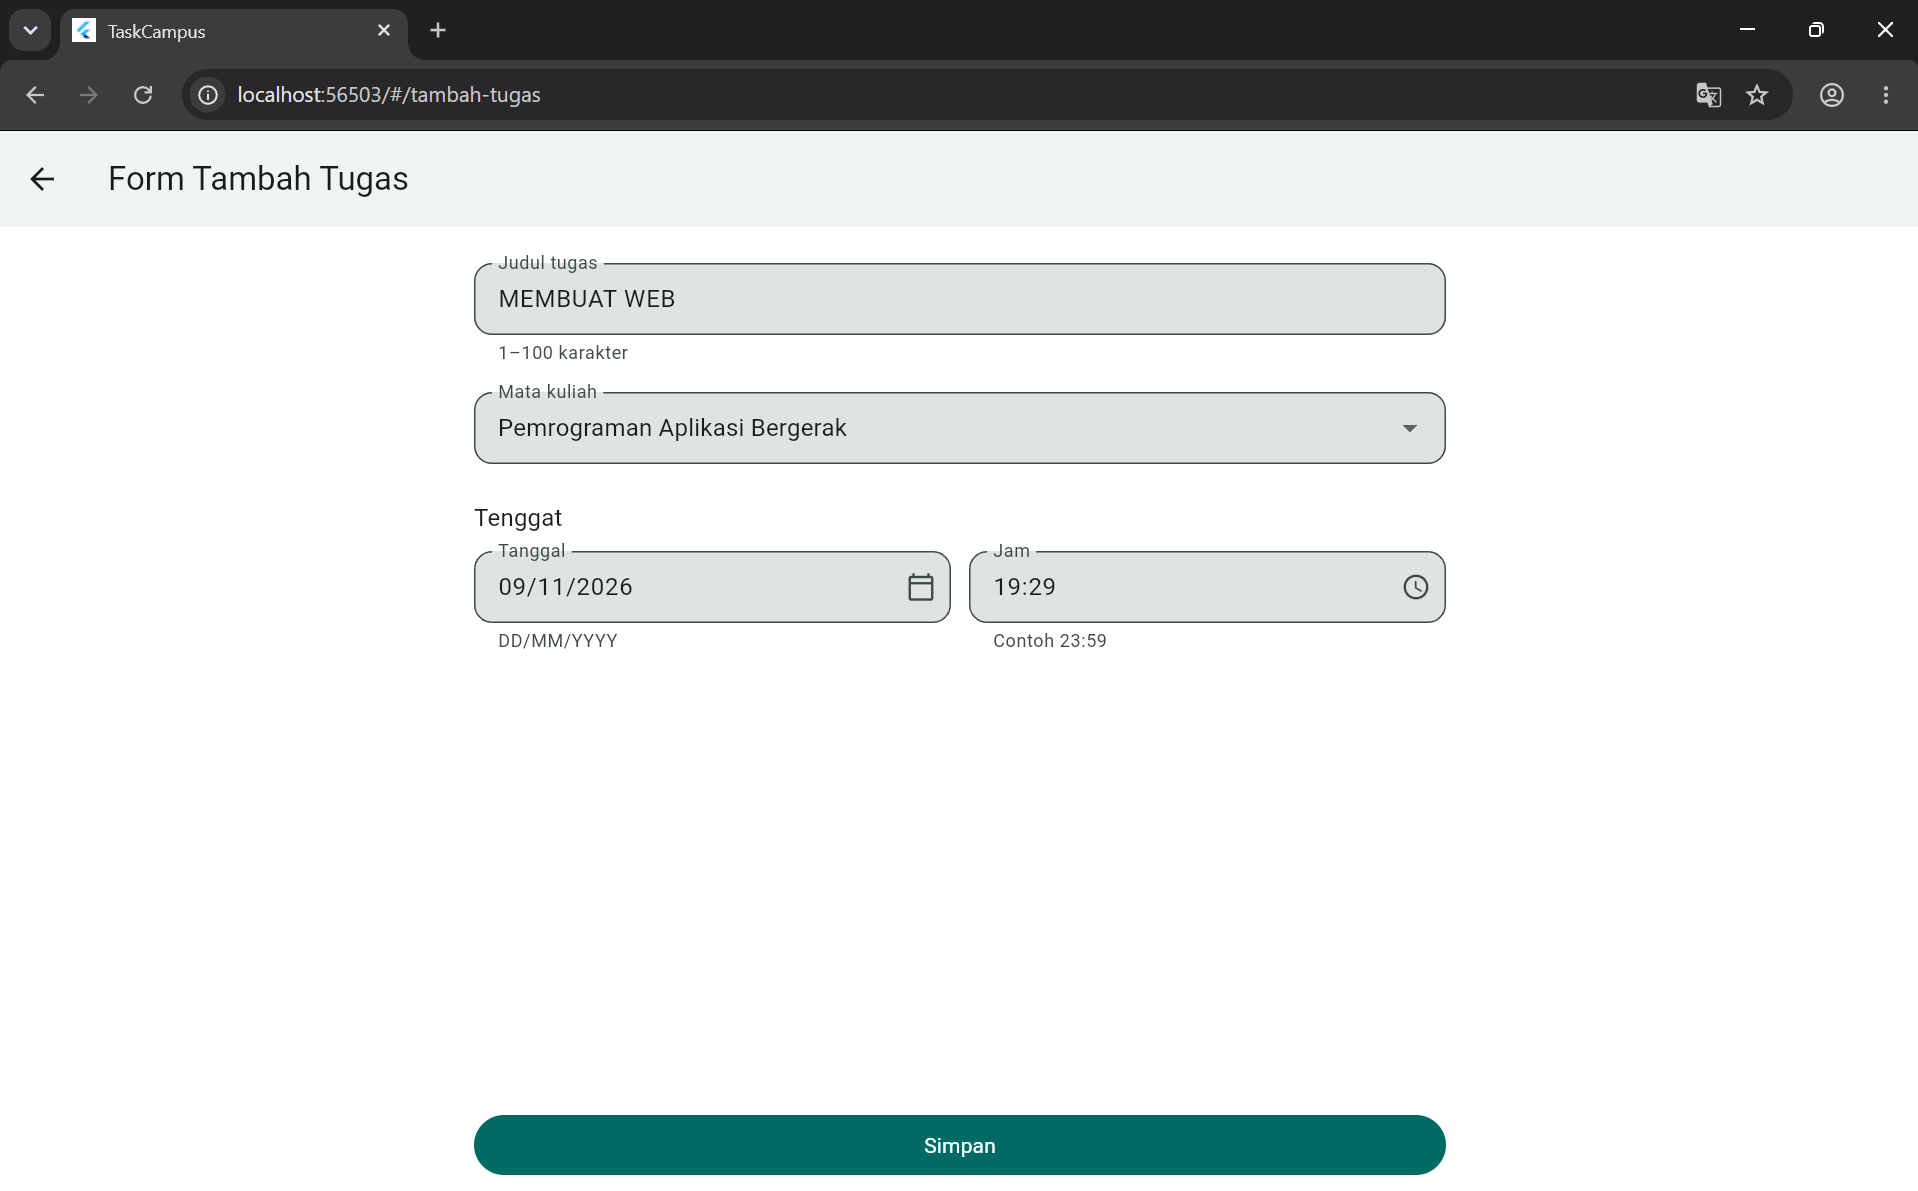 TaskCampus
localhost:56503/#/tambah-tugas
Form Tambah Tugas
Judul tugas
MEMBUAT WEB
1–100 karakter
Mata kuliah
Pemrograman Aplikasi Bergerak
Tenggat
Tanggal
09/11/2026
DD/MM/YYYY
Jam
19:29
Contoh 23:59
Simpan